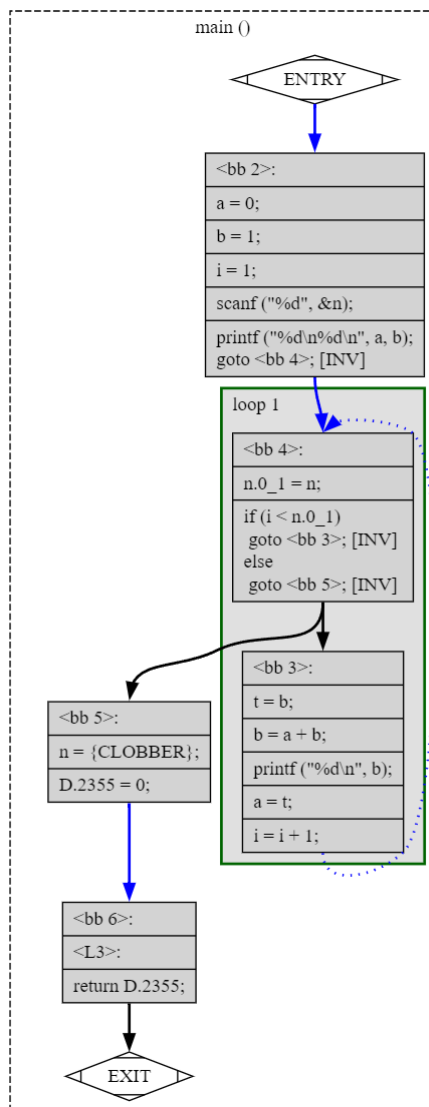 main ()
ENTRY
<bb 2>:
a = 0;
b = 1;
i = 1;
scanf ("%d", &n);
printf ("%d\n%d\n", a, b);
goto <bb 4>; [INV]
loop 1
<bb 4>:
n.0_1 = n;
if (i < n.0_1)
goto <bb 3>; [INV]
else
goto <bb 5>; [INV]
<bb 3>:
t = b;
b = a + b;
printf ("%d\n", b);
a = t;
i = i + 1;
<bb 5>:
n = {CLOBBER};
D.2355 = 0;
<bb 6>:
<L3>:
return D.2355;
EXIT